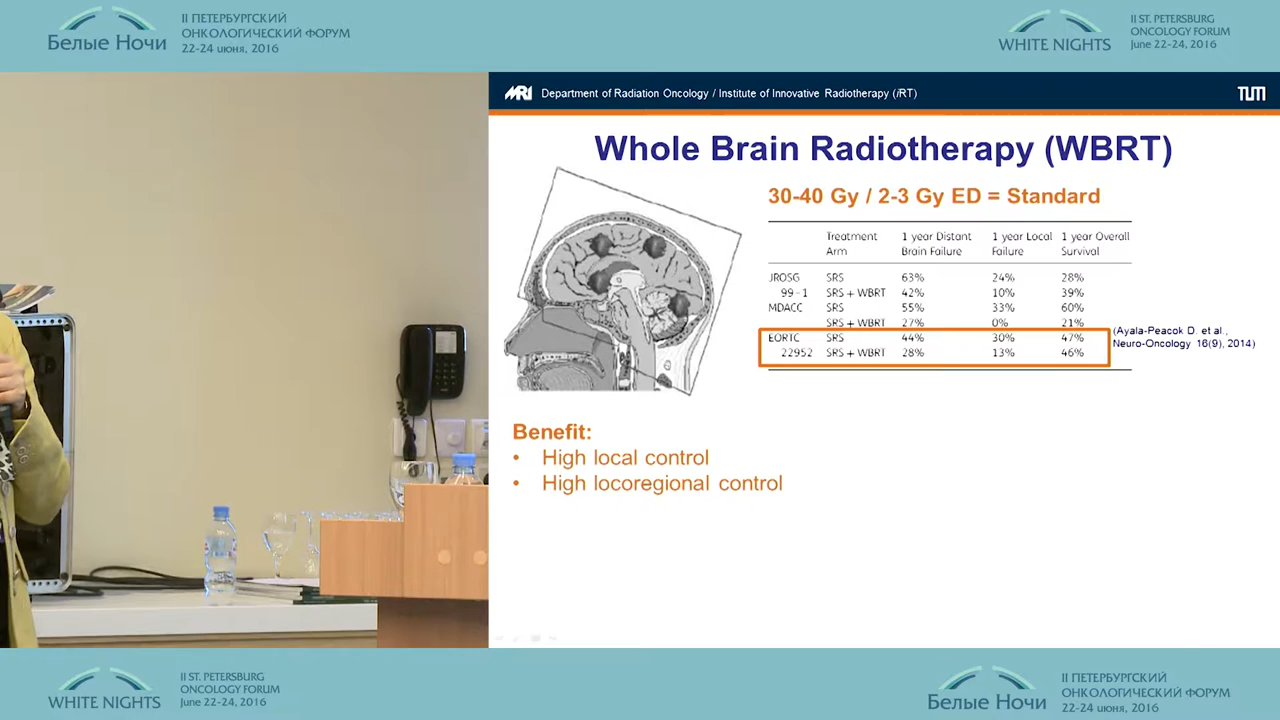 Белые Ночи
II ПЕТЕРБУРГСКИЙ
ОНКОЛОГИЧЕСКИЙ ФОРУМ
22-24 июня, 2016
WHITE NIGHTS
II ST. PETERSBURG
ONCOLOGY FORUM
June 22-24, 2016
MRI
Department of Radiation Oncology / Institute of Innovative Radiotherapy (iRT)
TUM
Whole Brain Radiotherapy (WBRT)
30-40 Gy / 2-3 Gy ED = Standard
Treatment Arm 1 year Distant Brain Failure 1 year Local Failure 1 year Overall Survival
JROSG SRS 63% 24% 28%
99-1 SRS + WBRT 42% 10% 39%
MDACC SRS 55% 33% 60%
SRS + WBRT 27% 0% 21%
EORTC SRS 44% 30% 47%
22952 SRS + WBRT 28% 13% 46%
(Ayala-Peacok D. et al.,
Neuro-Oncology 16(9), 2014)
Benefit:
• High local control
• High locoregional control
WHITE NIGHTS
II ST. PETERSBURG
ONCOLOGY FORUM
June 22-24, 2016
Белые Ночи
II ПЕТЕРБУРГСКИЙ
ОНКОЛОГИЧЕСКИЙ ФОРУМ
22-24 июня, 2016